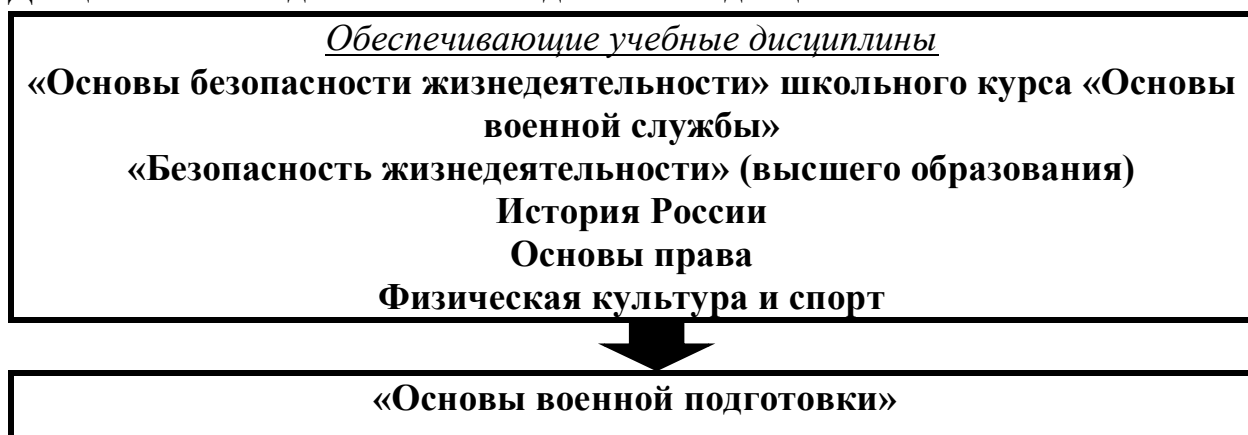 Обеспечивающие учебные дисциплины
«Основы безопасности жизнедеятельности» школьного курса «Основы
военной службы»
«Безопасность жизнедеятельности» (высшего образования)
История России
Основы права
Физическая культура и спорт
«Основы военной подготовки»